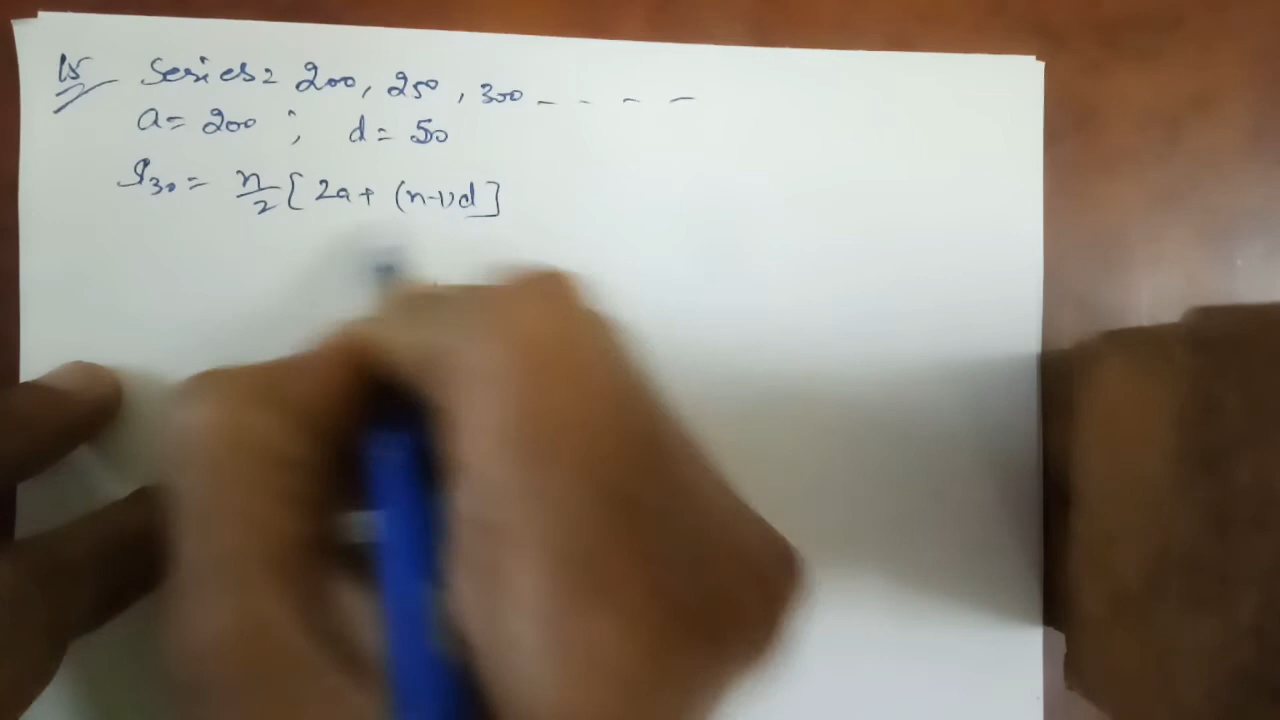 15 Series = 200, 250, 300 - - - -
a = 200 ; d = 50
S30 = n/2 [ 2a + (n-1)d ]